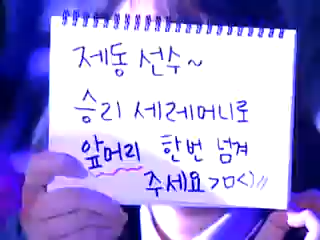 제동 선수~
승리 세레머니로
앞머리 한번 넘겨
주세요 >ㅁ<)//